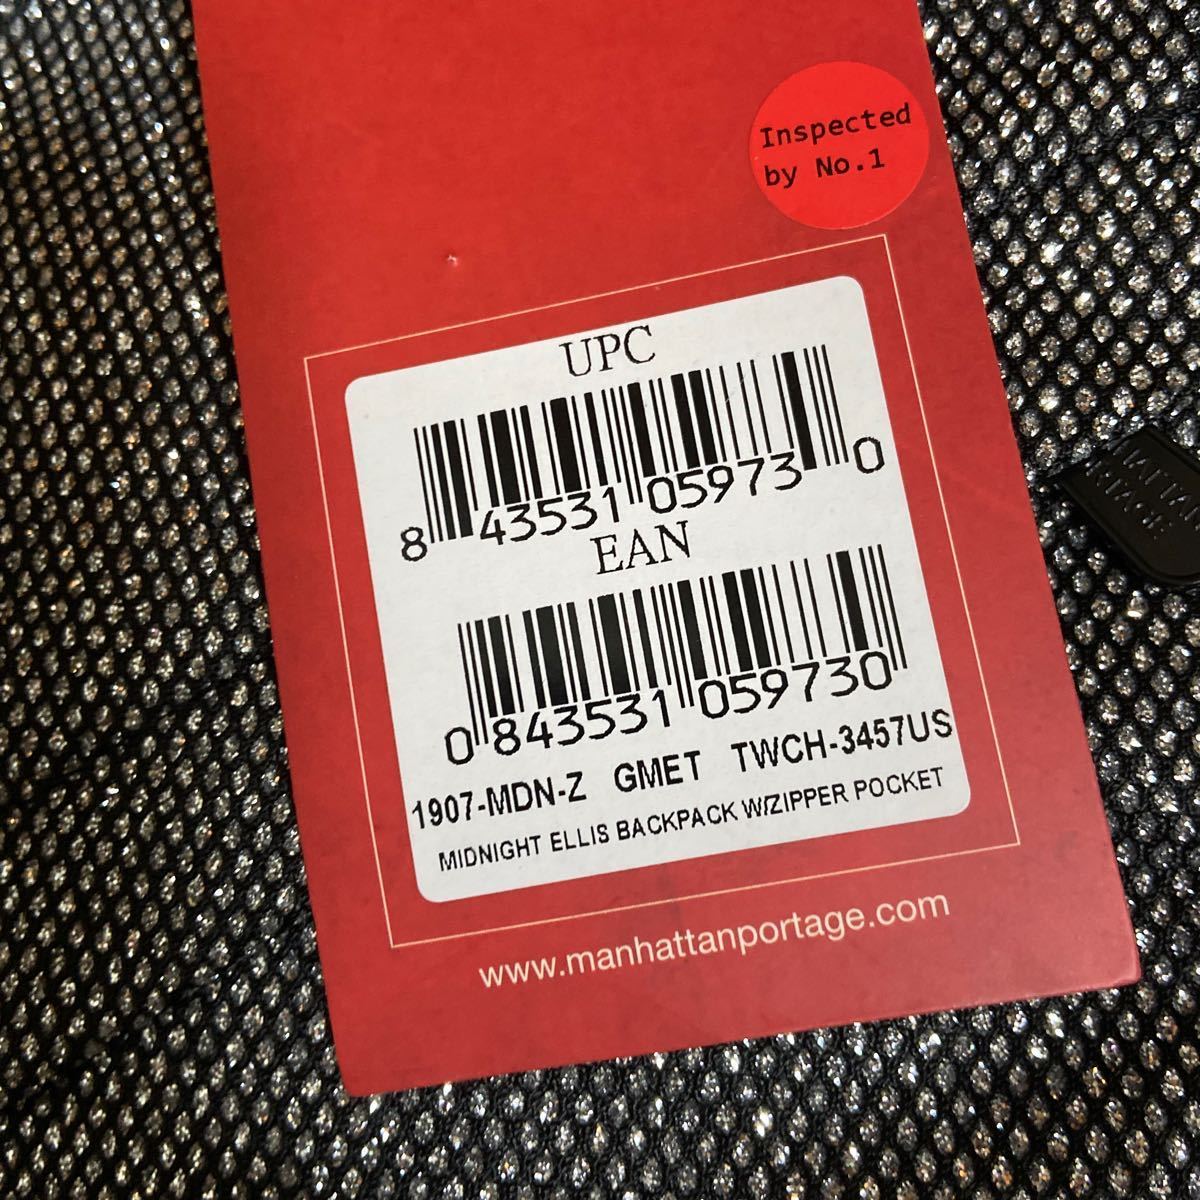 Inspected
by No.1
UPC
8 43531 05973 0
EAN
0 843531 059730
1907-MDN-Z GMET TWCH-3457US
MIDNIGHT ELLIS BACKPACK W/ZIPPER POCKET
www.manhattanportage.com